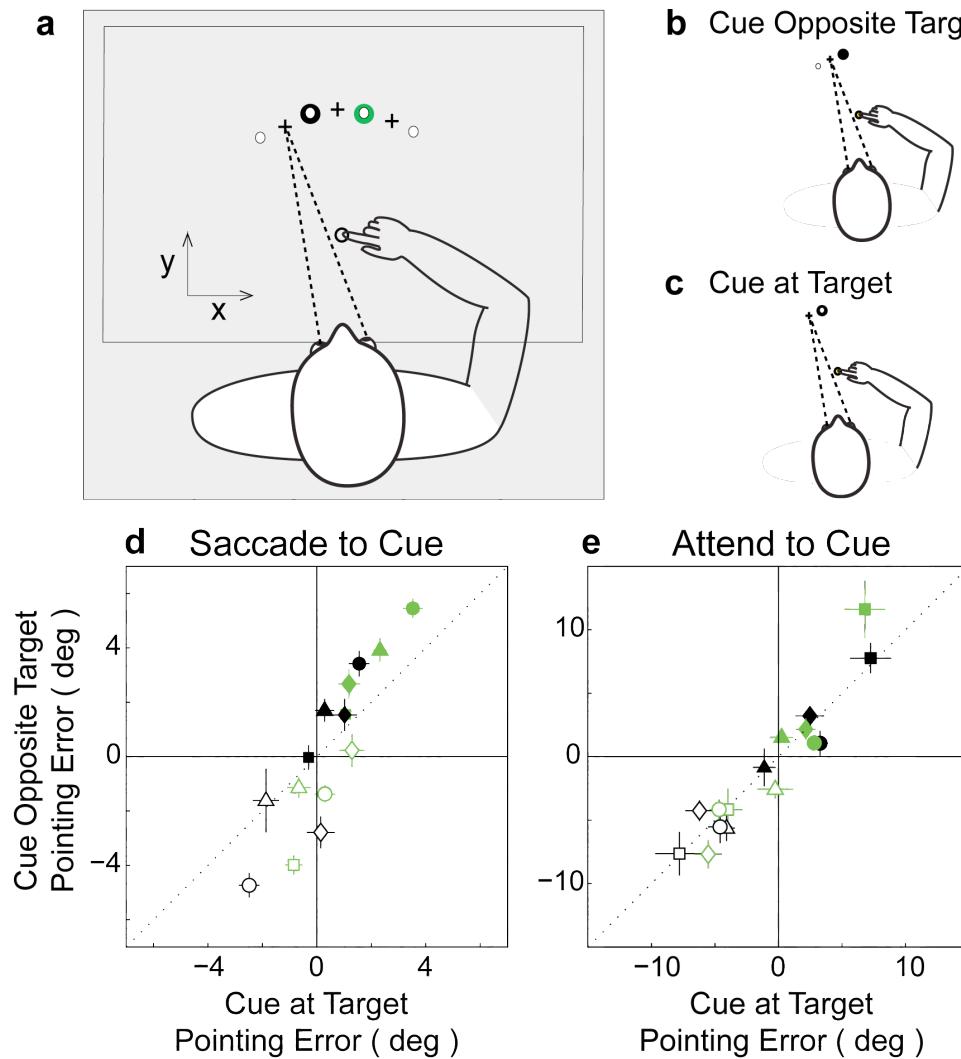 a
y
x
b Cue Opposite Targ
c Cue at Target
d Saccade to Cue
Cue Opposite Target
Pointing Error ( deg )
4
0
−4
−4 0 4
Cue at Target
Pointing Error ( deg )
e Attend to Cue
10
0
−10
−10 0 10
Cue at Target
Pointing Error ( deg )